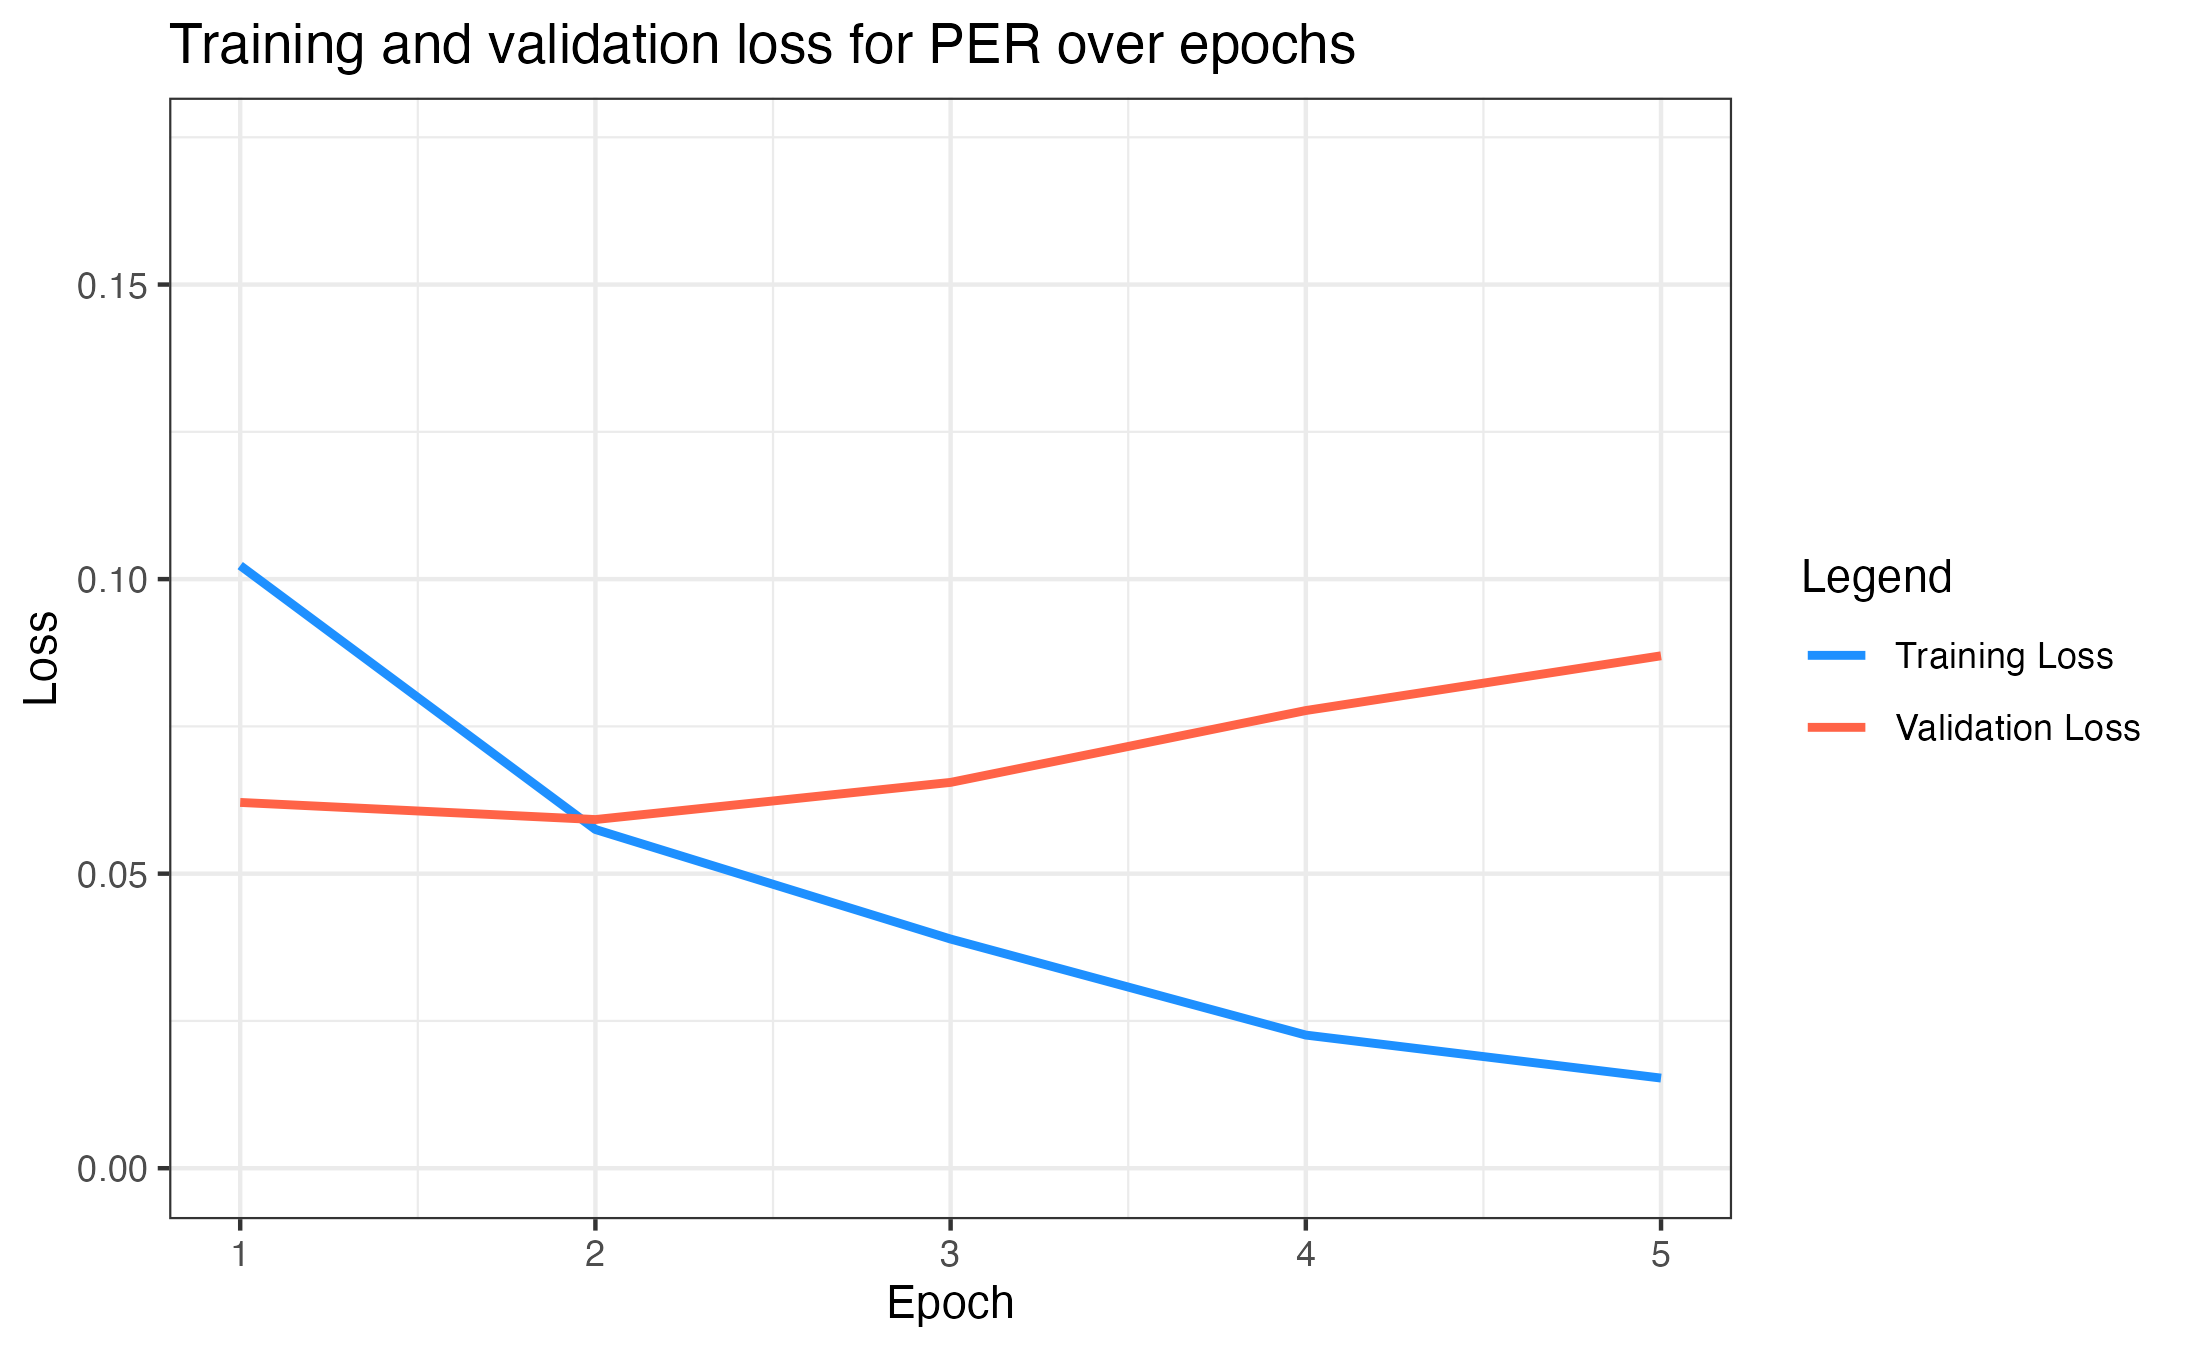 Training and validation loss for PER over epochs
Loss
0.15
0.10
0.05
0.00
1 2 3 4 5
Epoch
Legend
Training Loss
Validation Loss